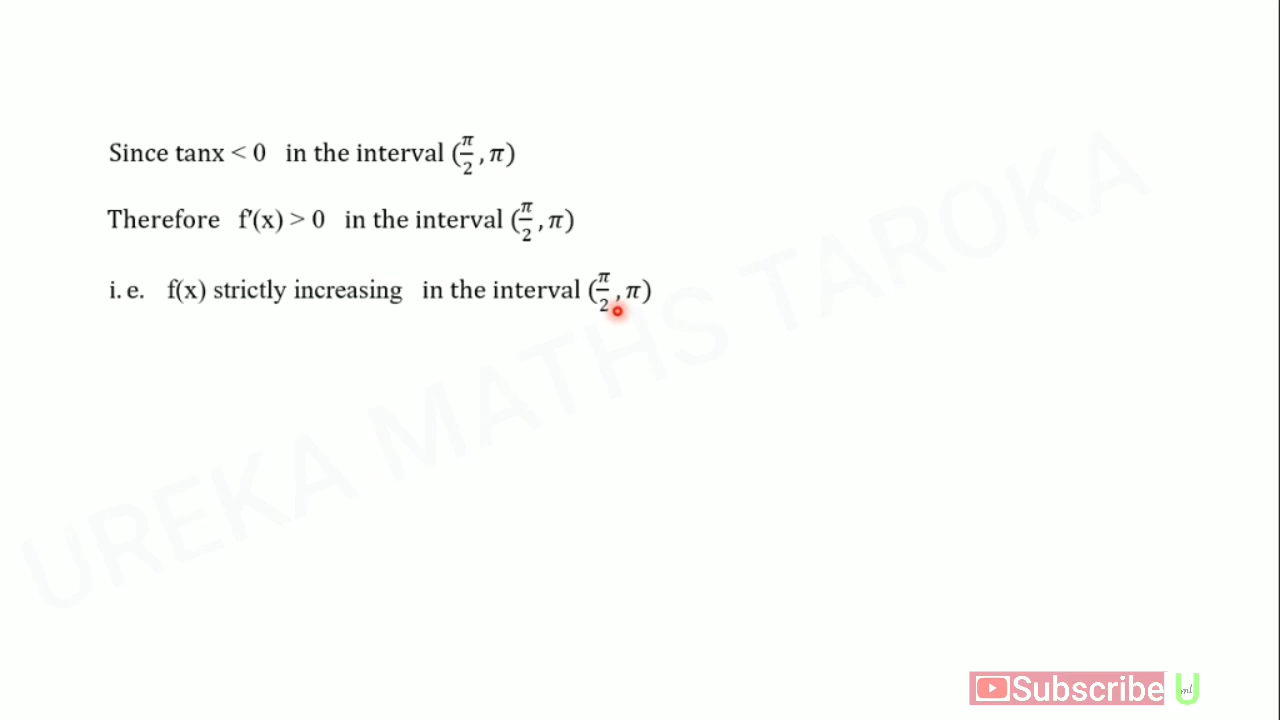 Since tanx < 0 in the interval (π/2, π)
Therefore f'(x) > 0 in the interval (π/2, π)
i. e. f(x) strictly increasing in the interval (π/2, π)
UREKA MATHS TAROKA
Subscribe U